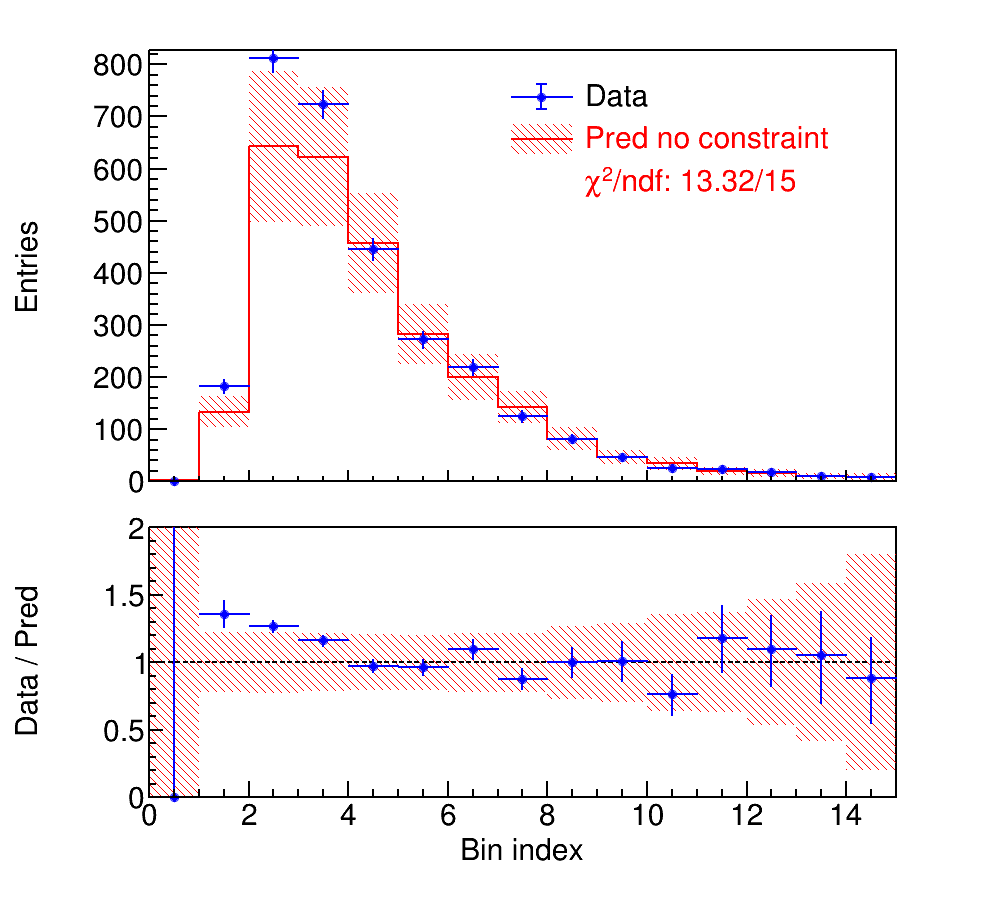 Entries
800
700
600
500
400
300
200
100
0
Data
Pred no constraint
χ²/ndf: 13.32/15
Data / Pred
2
1.5
1
0.5
0
0 2 4 6 8 10 12 14
Bin index